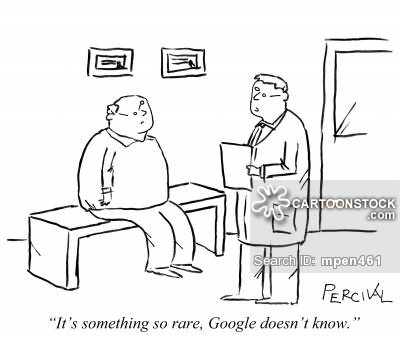 CARTOONSTOCK
.com
Search ID: mpen461
PERCIVAL
“It’s something so rare, Google doesn’t know.”